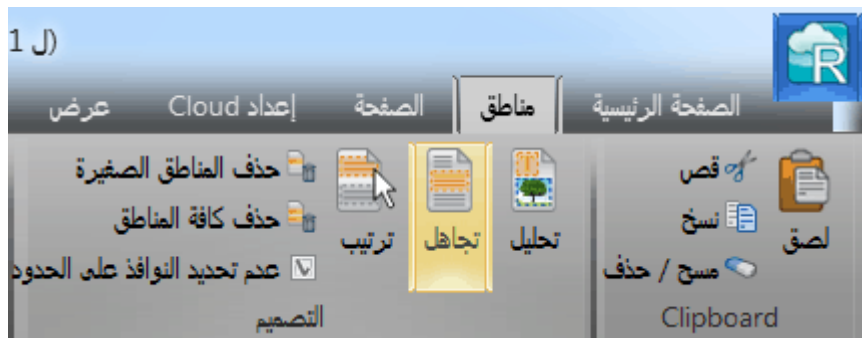 (ل 1
الصفحة الرئيسية
مناطق
الصفحة
إعداد Cloud
عرض
لصق
قص
نسخ
مسح / حذف
Clipboard
تحليل
تجاهل
ترتيب
حذف المناطق الصغيرة
حذف كافة المناطق
عدم تحديد النوافذ على الحدود
التصميم
R